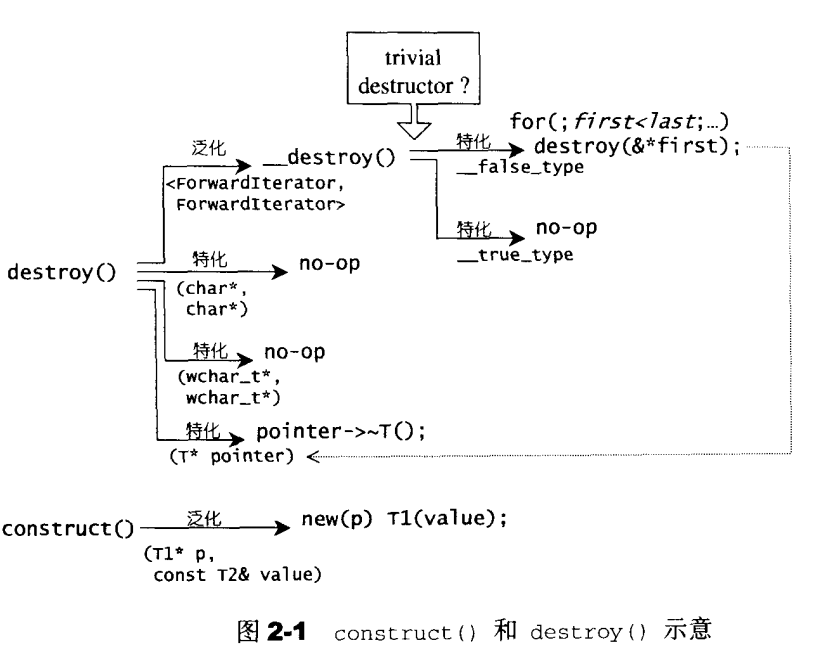 trivial
destructor ?
for(;first<last;…)
泛化
__destroy()
特化
destroy(&*first);
__false_type
<ForwardIterator,
ForwardIterator>
特化
no-op
__true_type
destroy()
特化
no-op
(char*,
char*)
特化
no-op
(wchar_t*,
wchar_t*)
特化
pointer->~T();
(T* pointer)
construct()
泛化
new(p) T1(value);
(T1* p,
const T2& value)
图 2-1 construct() 和 destroy() 示意